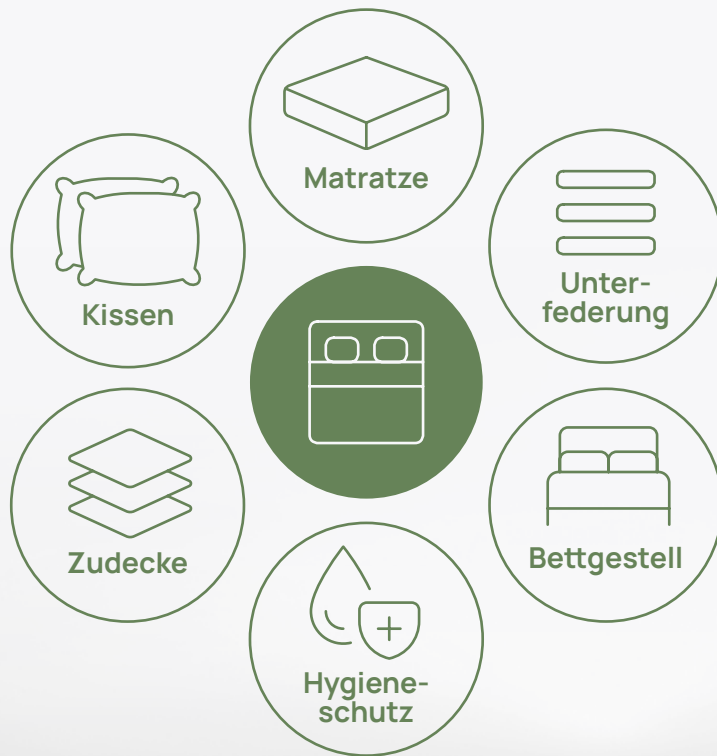 Matratze
Unter-
federung
Kissen
Bettgestell
Zudecke
Hygiene-
schutz